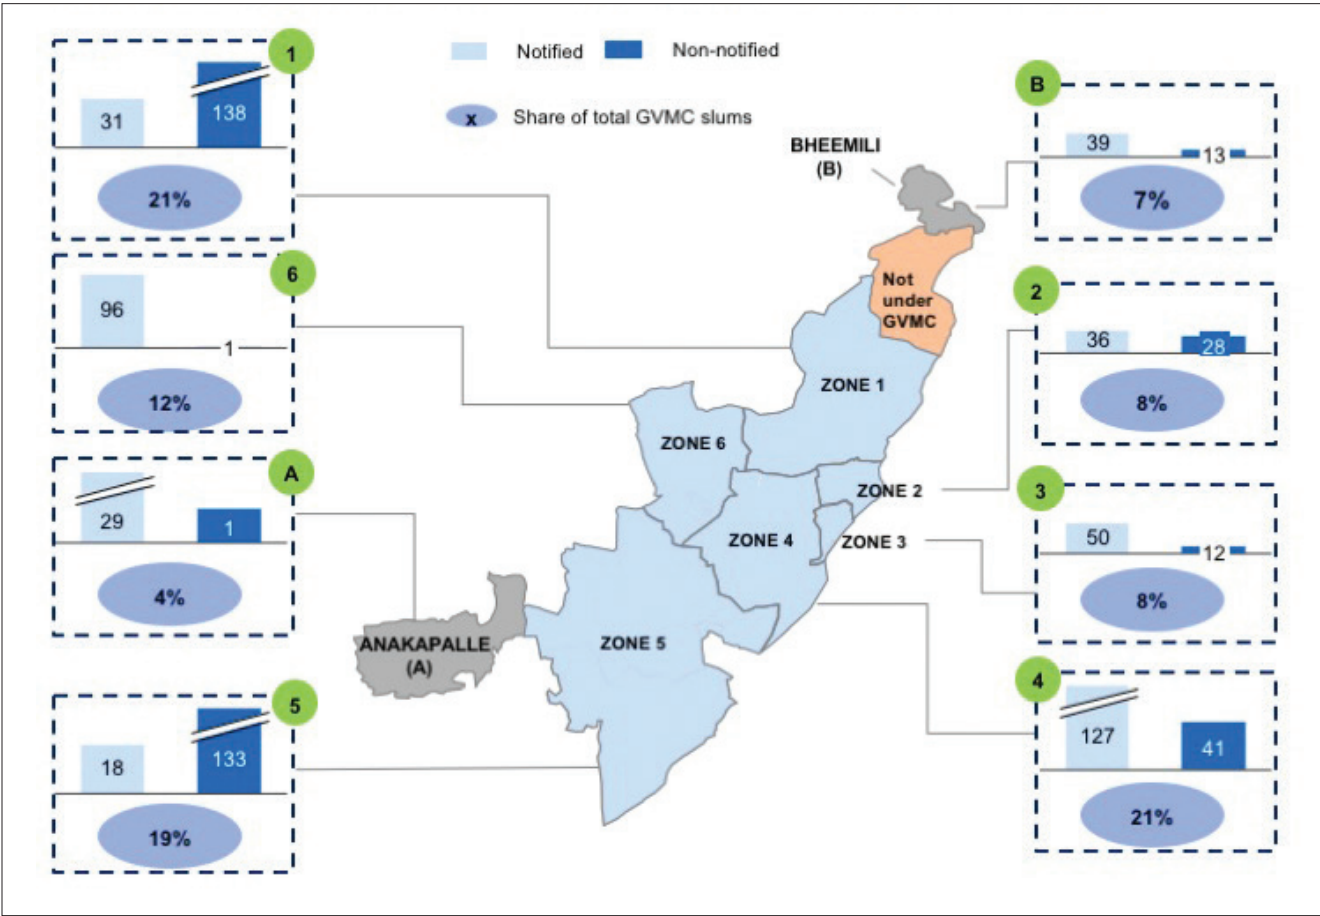 Notified
Non-notified
x
Share of total GVMC slums
1
31
138
21%
6
96
1
12%
A
29
1
4%
5
18
133
19%
BHEEMILI
(B)
Not
under
GVMC
ZONE 1
ZONE 6
ZONE 2
ZONE 4
ZONE 3
ZONE 5
ANAKAPALLE
(A)
B
39
13
7%
2
36
28
8%
3
50
12
8%
4
127
41
21%